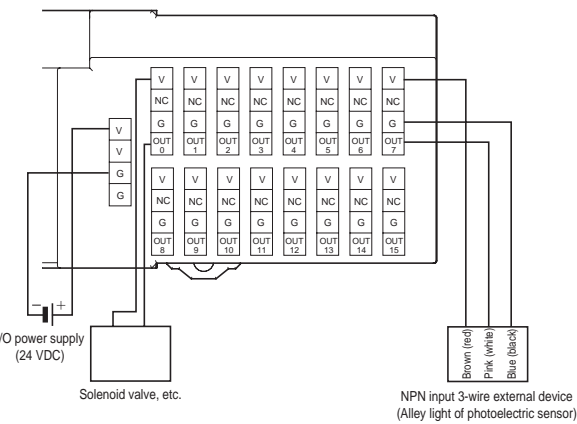 V V V V V V V V
NC NC NC NC NC NC NC NC
G G G G G G G G
OUT OUT OUT OUT OUT OUT OUT OUT
0 1 2 3 4 5 6 7
V
V
G
G
V V V V V V V V
NC NC NC NC NC NC NC NC
G G G G G G G G
OUT OUT OUT OUT OUT OUT OUT OUT
8 9 10 11 12 13 14 15
− +
/O power supply
(24 VDC)
Solenoid valve, etc.
Brown (red)
Pink (white)
Blue (black)
NPN input 3-wire external device
(Alley light of photoelectric sensor)